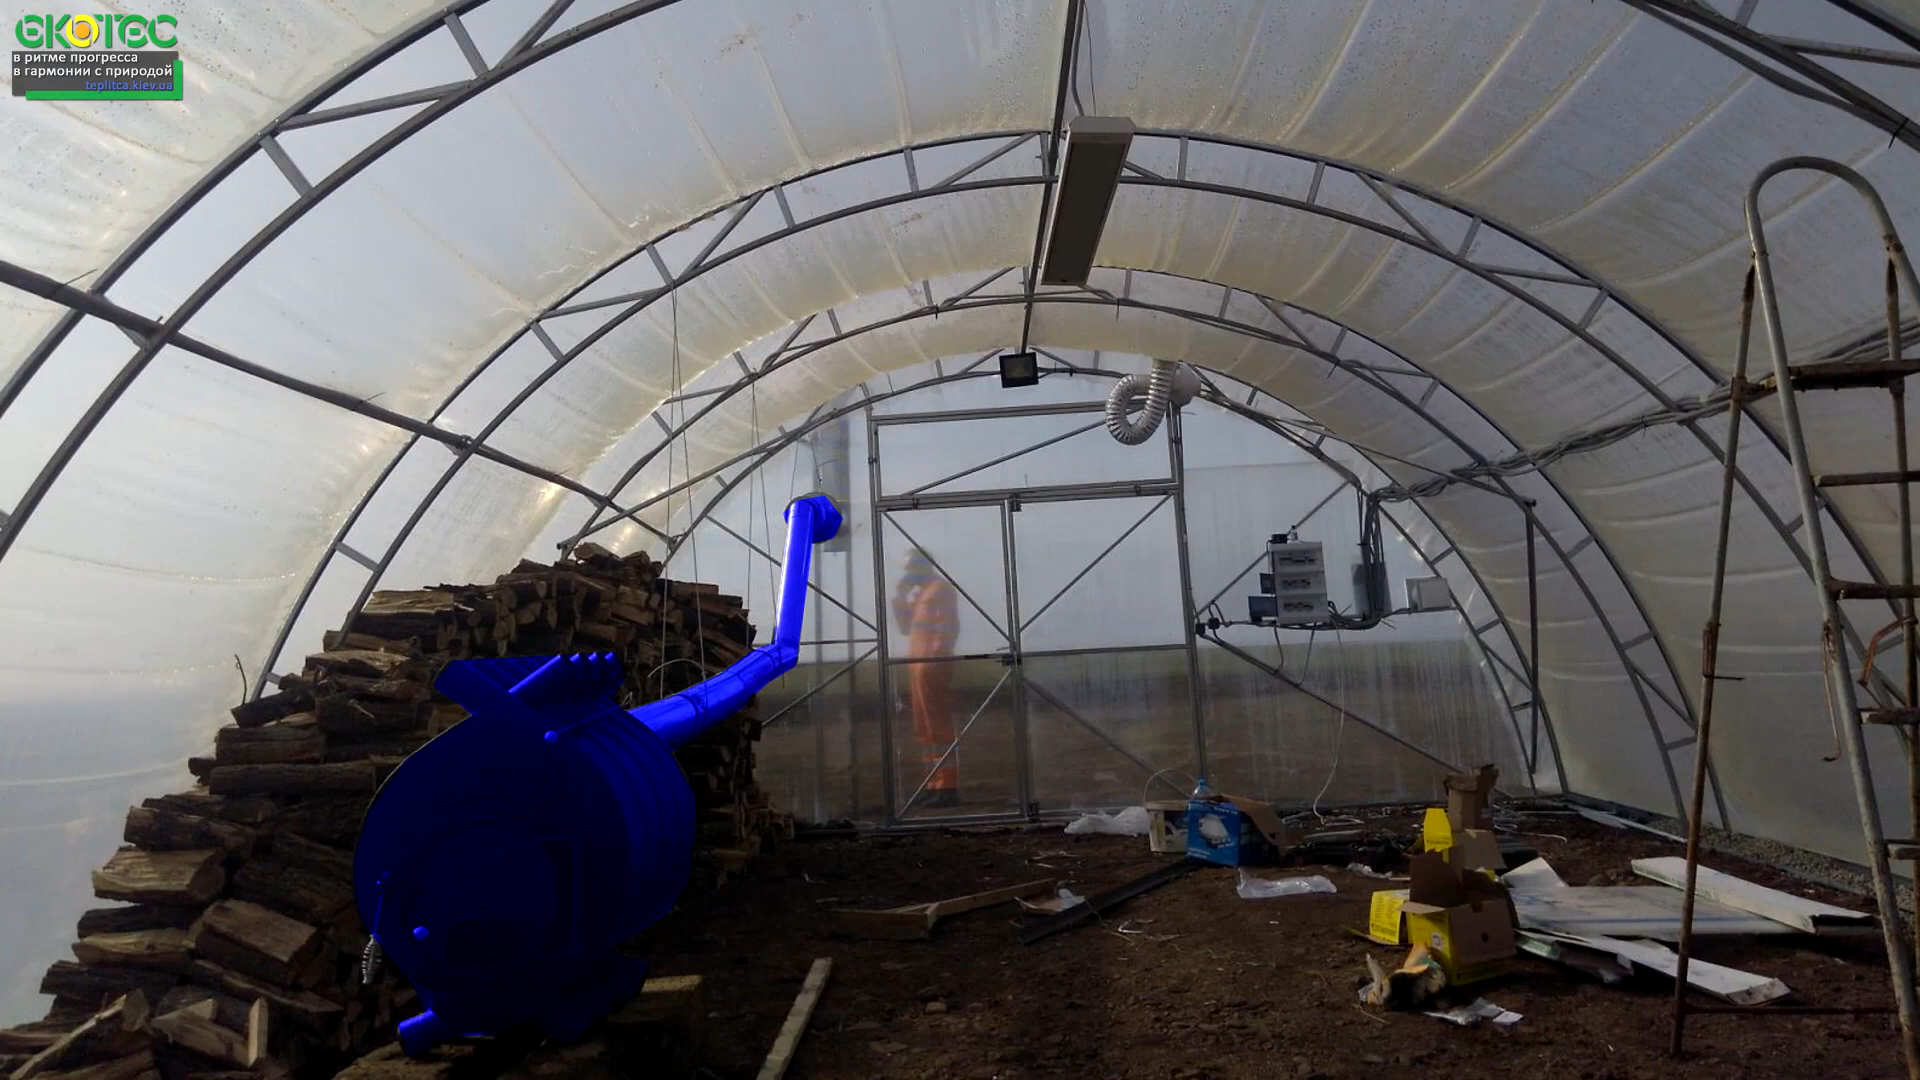 ЕКОТЕС
в ритме прогресса
в гармонии с природой
teplitca.kiev.ua